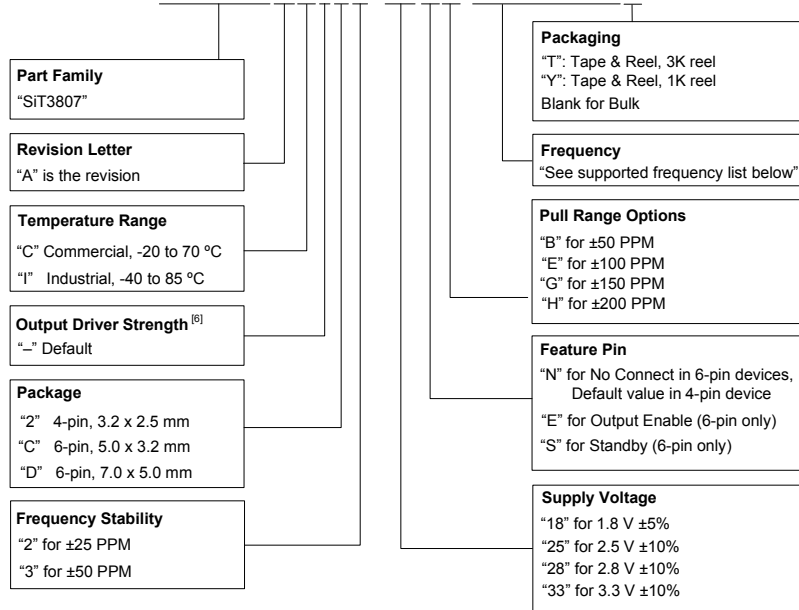 Part Family
“SiT3807”
Revision Letter
“A” is the revision
Temperature Range
“C” Commercial, -20 to 70 ºC
“I” Industrial, -40 to 85 ºC
Output Driver Strength [6]
“–” Default
Package
“2” 4-pin, 3.2 x 2.5 mm
“C” 6-pin, 5.0 x 3.2 mm
“D” 6-pin, 7.0 x 5.0 mm
Frequency Stability
“2” for ±25 PPM
“3” for ±50 PPM
Packaging
“T”: Tape & Reel, 3K reel
“Y”: Tape & Reel, 1K reel
Blank for Bulk
Frequency
“See supported frequency list below”
Pull Range Options
“B” for ±50 PPM
“E” for ±100 PPM
“G” for ±150 PPM
“H” for ±200 PPM
Feature Pin
“N” for No Connect in 6-pin devices,
Default value in 4-pin device
“E” for Output Enable (6-pin only)
“S” for Standby (6-pin only)
Supply Voltage
“18” for 1.8 V ±5%
“25” for 2.5 V ±10%
“28” for 2.8 V ±10%
“33” for 3.3 V ±10%